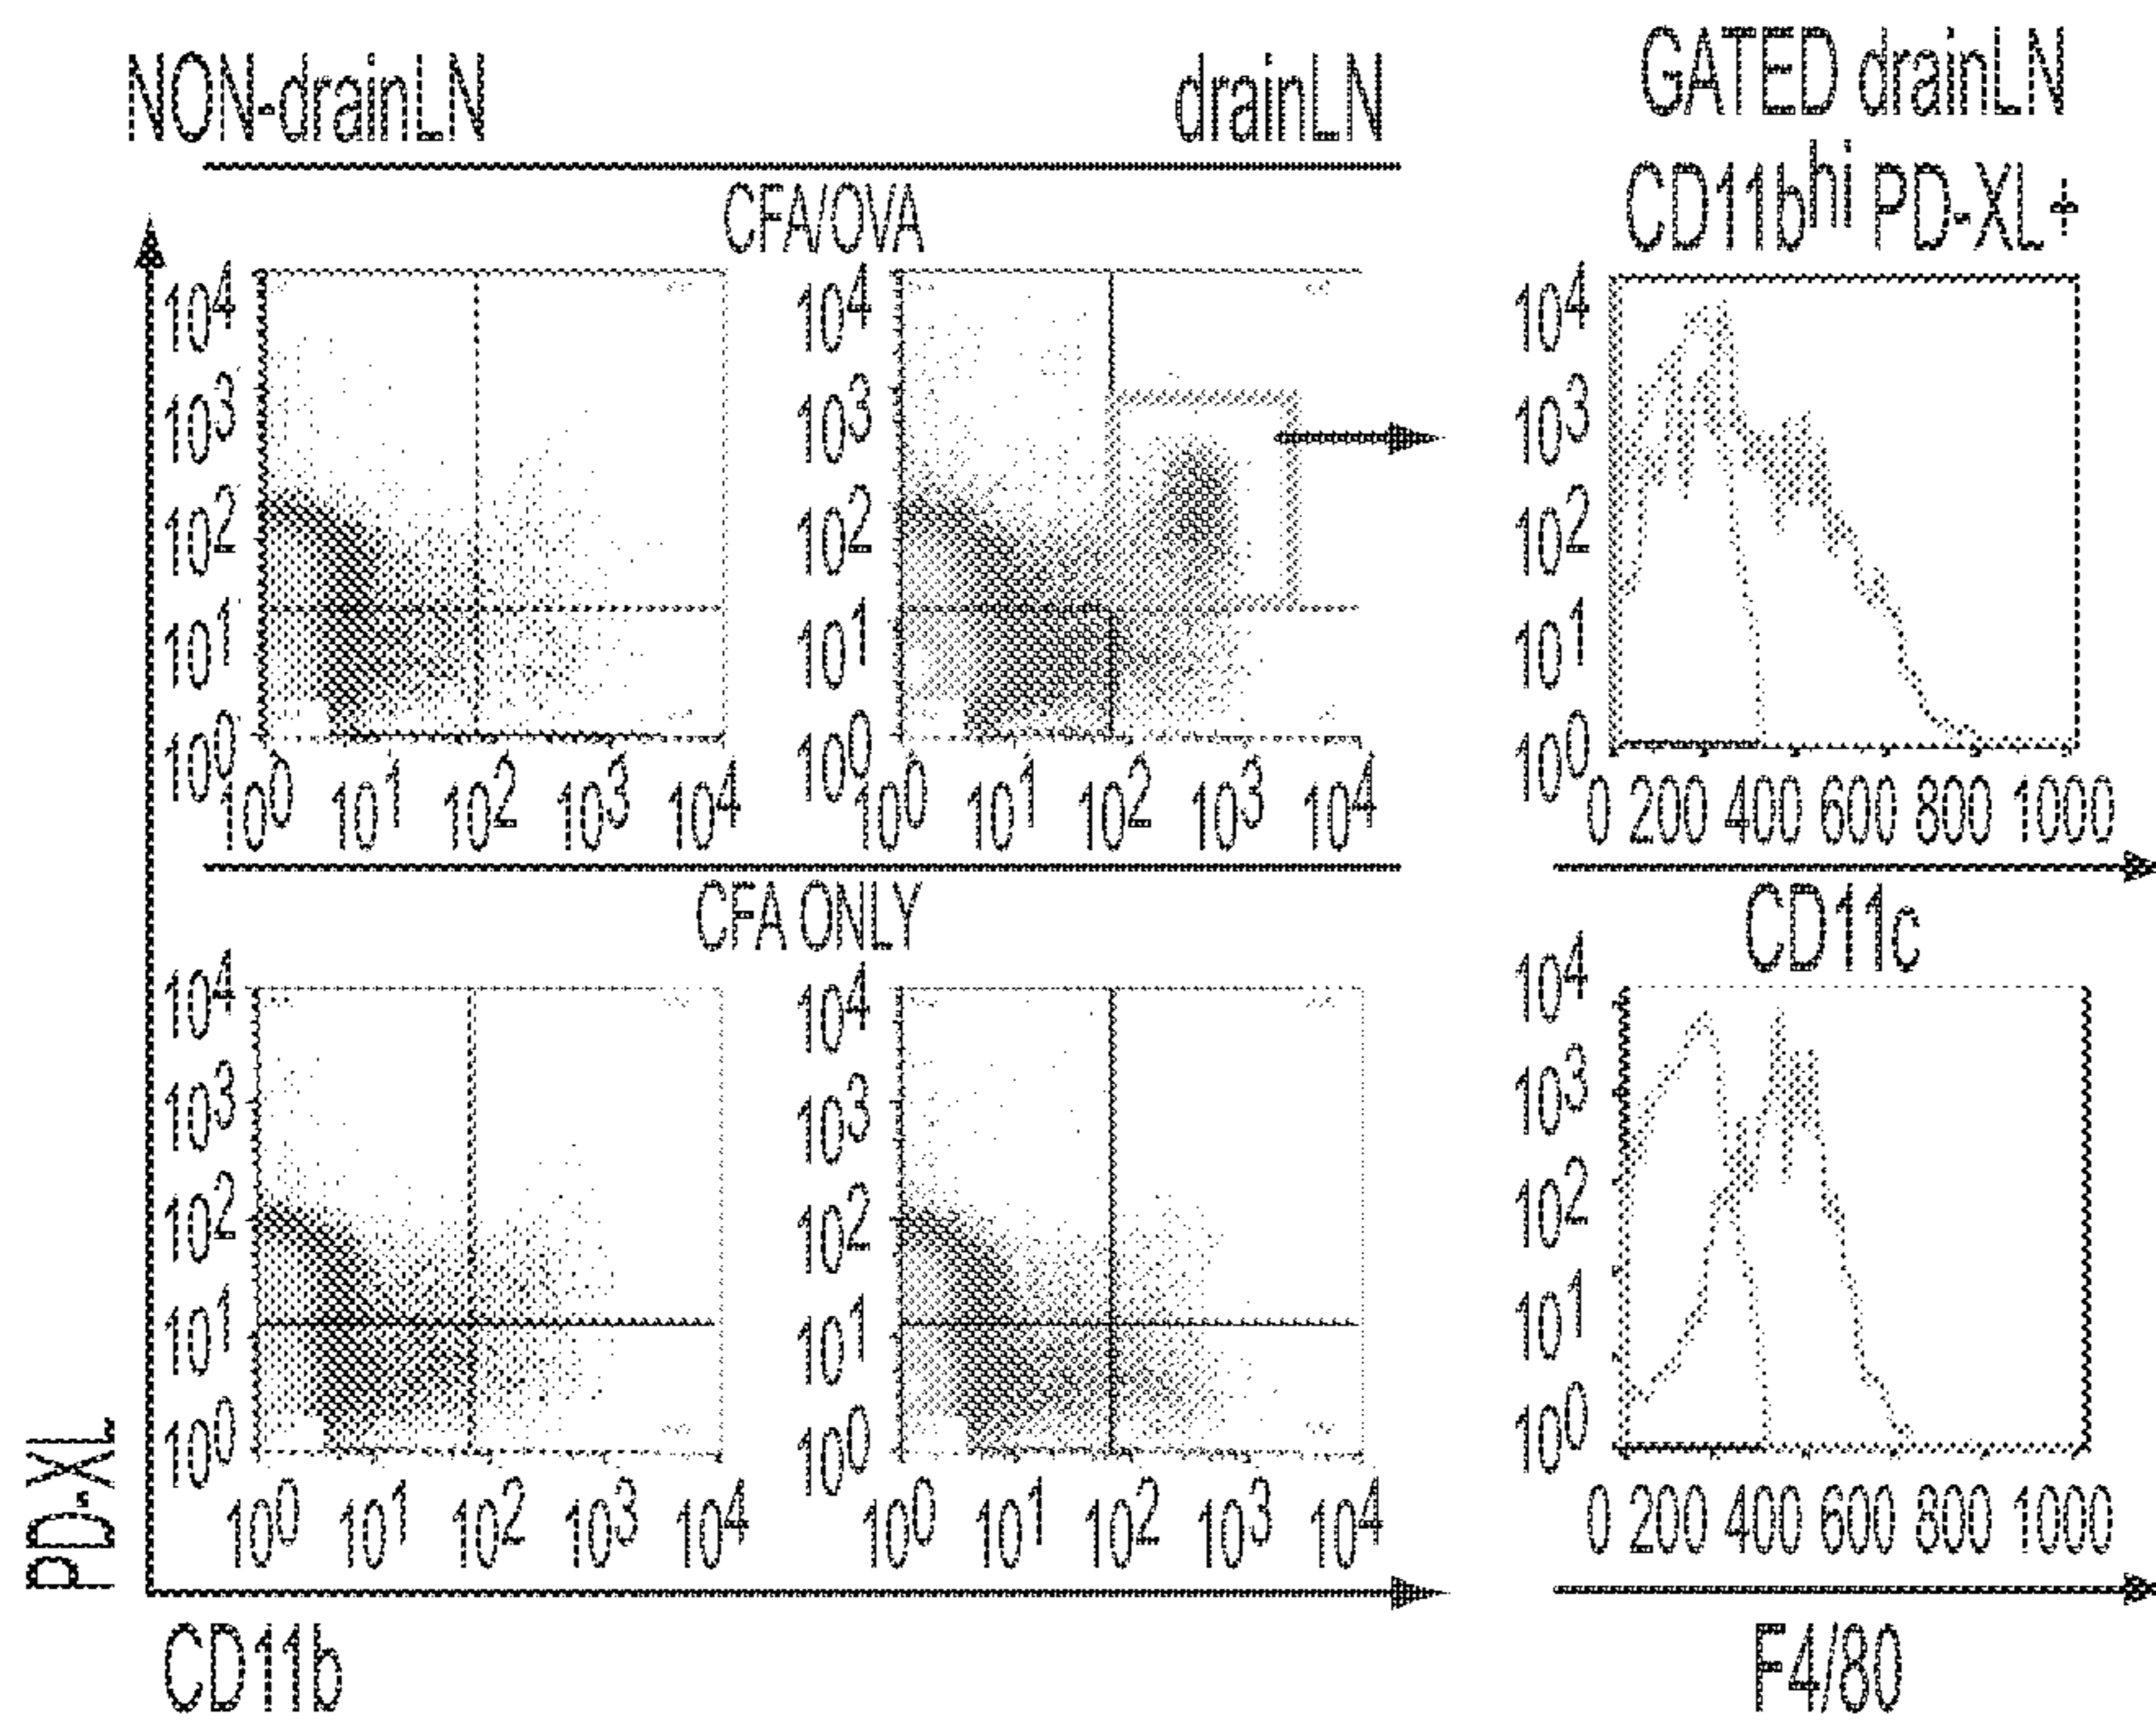 NON-drainLN drainLN
CFA/OVA
10⁴ 10³ 10² 10¹ 10⁰
10⁰ 10¹ 10² 10³ 10⁴
10⁴ 10³ 10² 10¹ 10⁰
10⁰ 10¹ 10² 10³ 10⁴
GATED drainLN
CD11bʰⁱ PD-XL+
10⁴ 10³ 10² 10¹ 10⁰
0 200 400 600 800 1000
CD11c
CFA ONLY
10⁴ 10³ 10² 10¹ 10⁰
10⁰ 10¹ 10² 10³ 10⁴
10⁴ 10³ 10² 10¹ 10⁰
10⁰ 10¹ 10² 10³ 10⁴
10⁴ 10³ 10² 10¹ 10⁰
0 200 400 600 800 1000
F4/80
PD-XL
CD11b